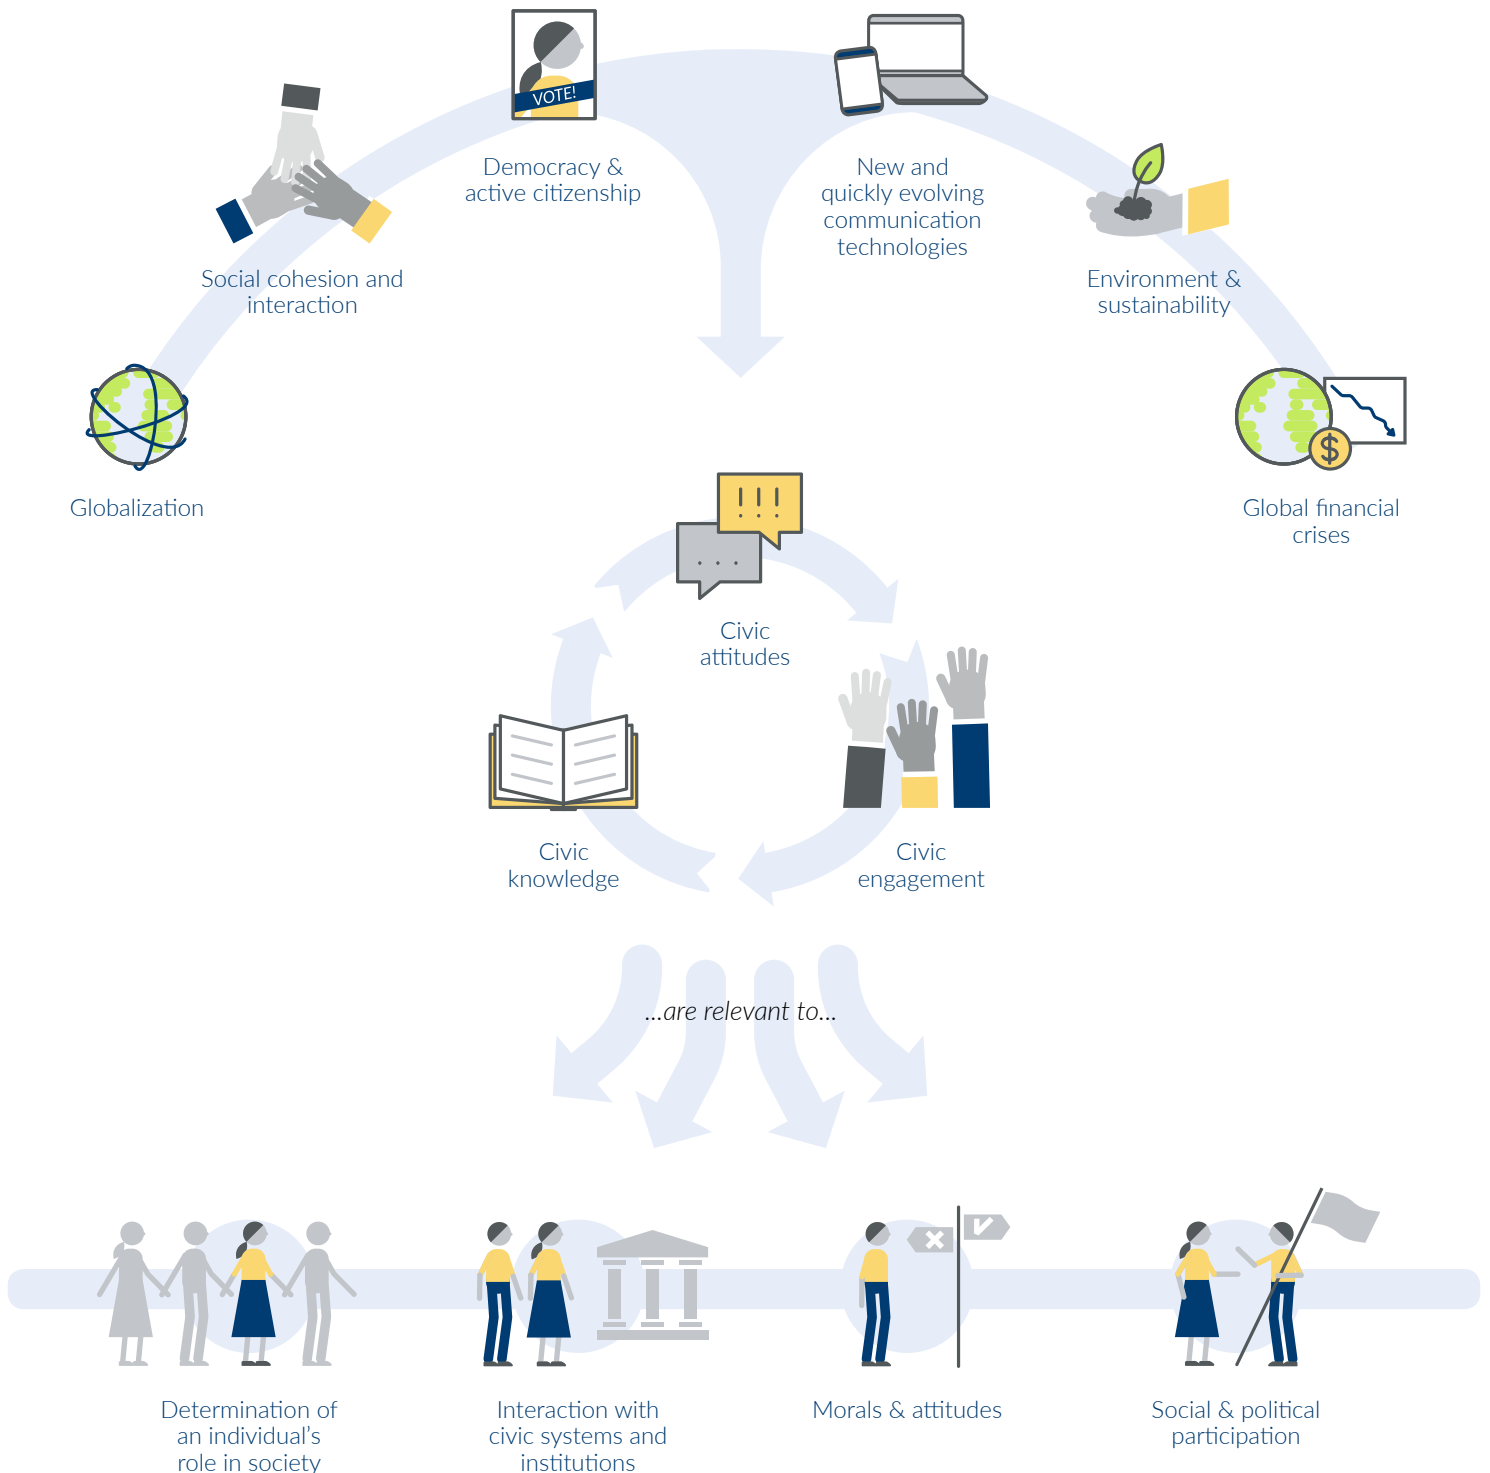 VOTE!
Democracy &
active citizenship
New and
quickly evolving
communication
technologies
Social cohesion and
interaction
Environment &
sustainability
Globalization
$
Global financial
crises
!!!
...
Civic
attitudes
Civic
knowledge
Civic
engagement
...are relevant to...
Determination of
an individual’s
role in society
Interaction with
civic systems and
institutions
Morals & attitudes
Social & political
participation